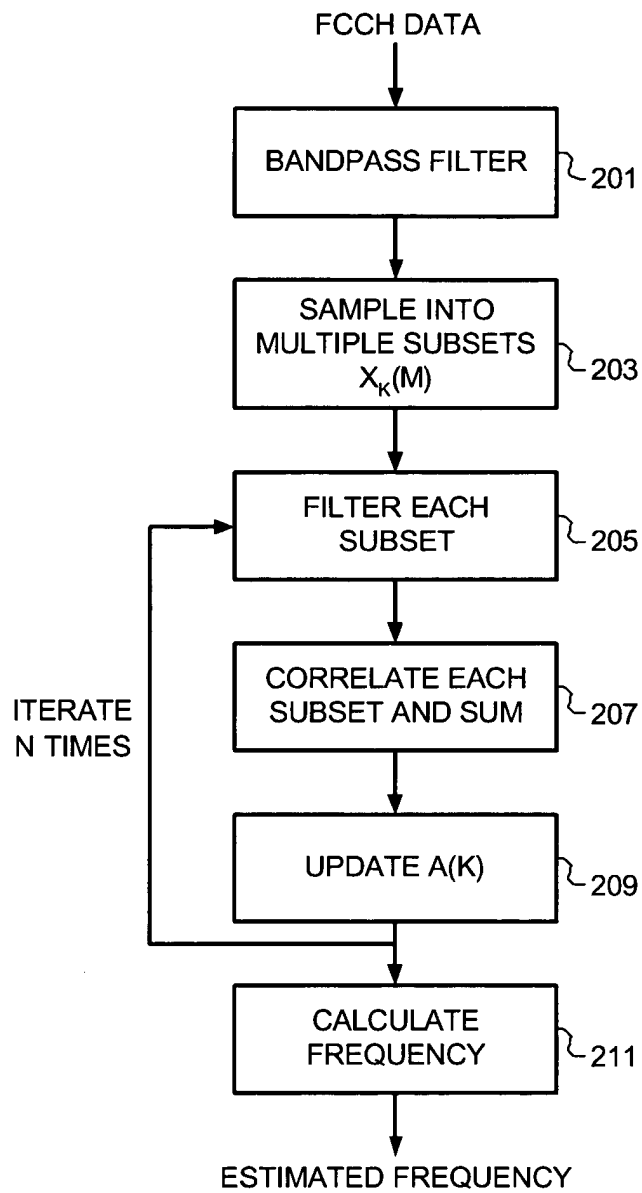 FCCH DATA
BANDPASS FILTER
201
SAMPLE INTO
MULTIPLE SUBSETS
X_K(M)
203
FILTER EACH
SUBSET
205
CORRELATE EACH
SUBSET AND SUM
207
ITERATE
N TIMES
UPDATE A(K)
209
CALCULATE
FREQUENCY
211
ESTIMATED FREQUENCY